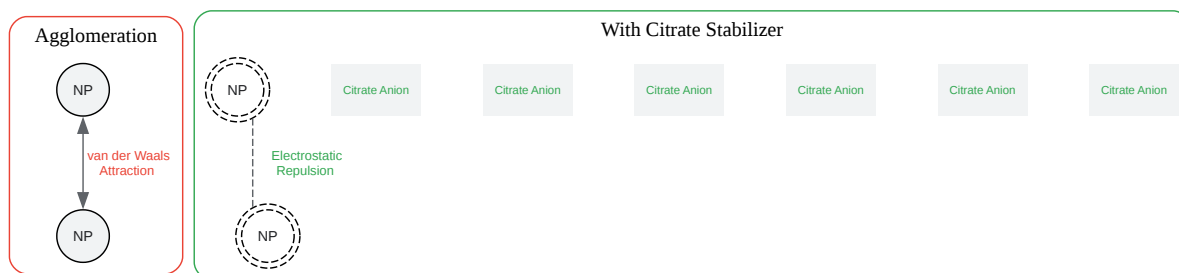 Agglomeration
NP
van der Waals
Attraction
NP
With Citrate Stabilizer
NP
Citrate Anion
Citrate Anion
Citrate Anion
Citrate Anion
Citrate Anion
Citrate Anion
Electrostatic
Repulsion
NP